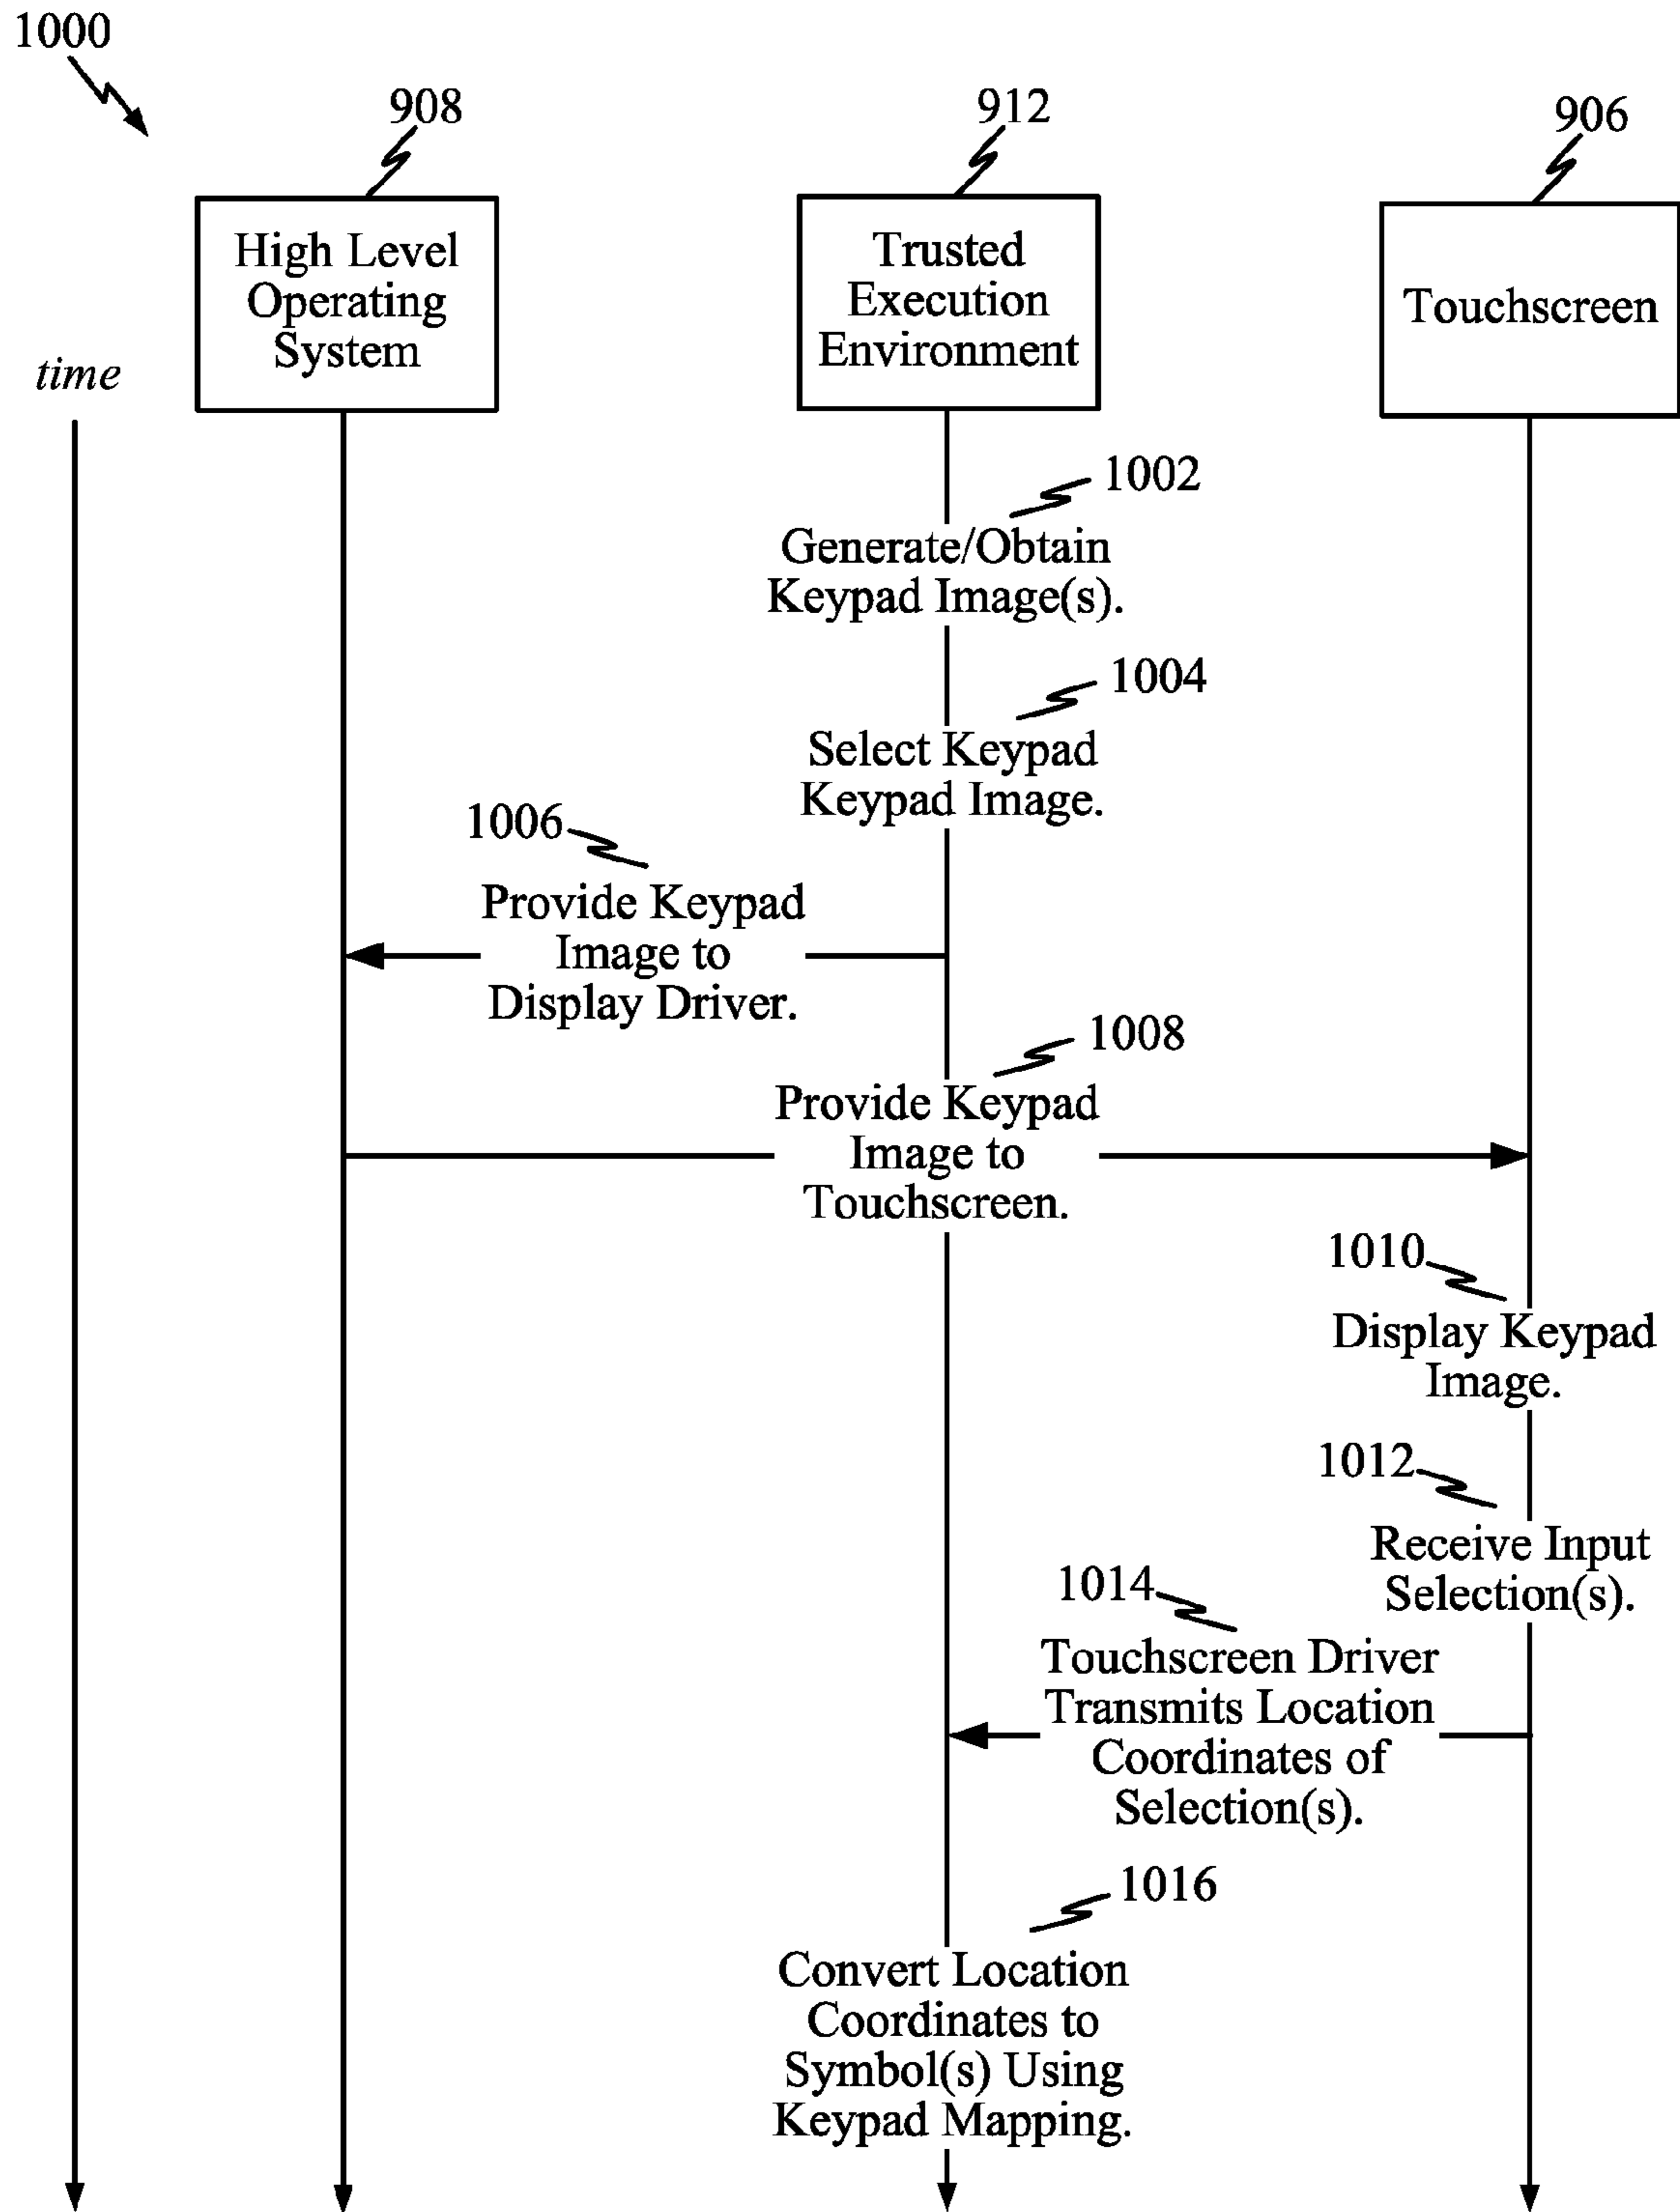 1000
908
912
906
High Level
Operating
System
Trusted
Execution
Environment
Touchscreen
time
1002
Generate/Obtain
Keypad Image(s).
1004
Select Keypad
Keypad Image.
1006
Provide Keypad
Image to
Display Driver.
1008
Provide Keypad
Image to
Touchscreen.
1010
Display Keypad
Image.
1012
Receive Input
Selection(s).
1014
Touchscreen Driver
Transmits Location
Coordinates of
Selection(s).
1016
Convert Location
Coordinates to
Symbol(s) Using
Keypad Mapping.